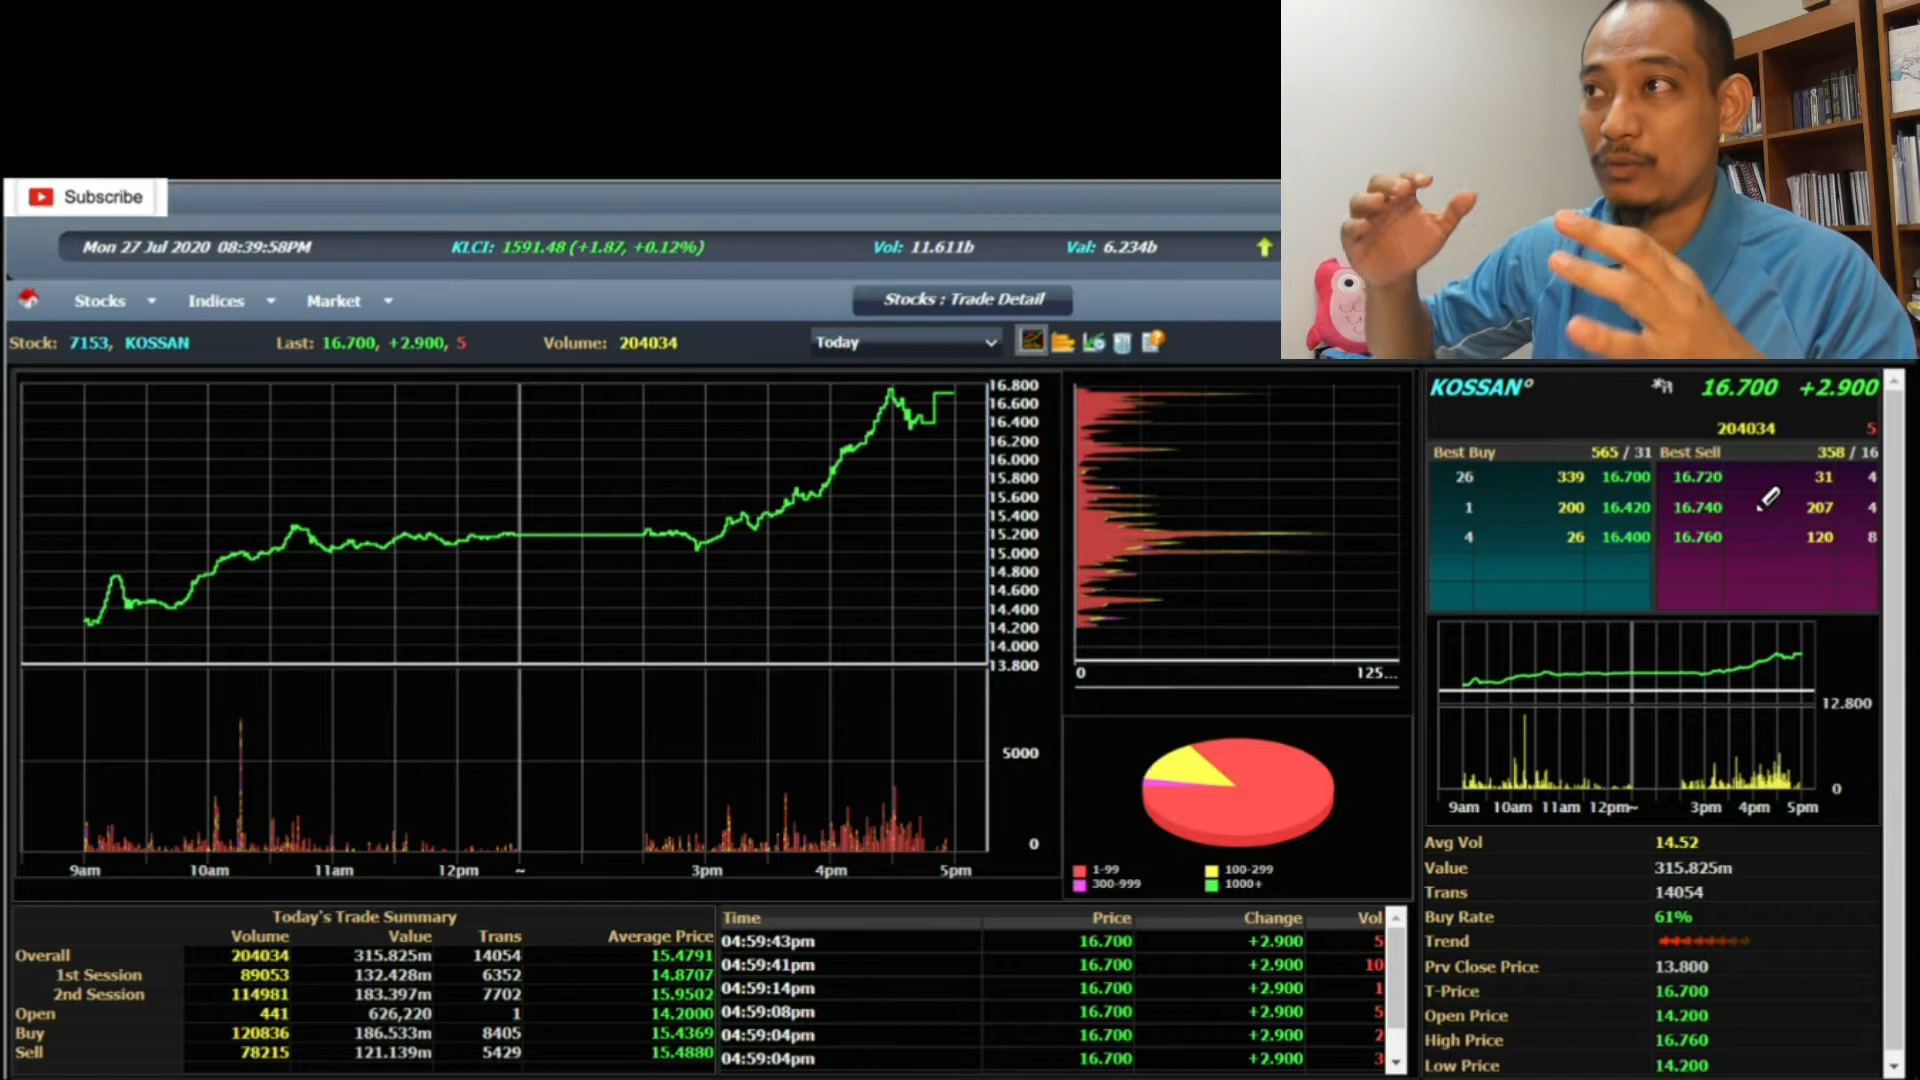 Subscribe
Mon 27 Jul 2020 08:39:58PM KLCI: 1591.48 (+1.87, +0.12%) Vol: 11.611b Val: 6.234b
Stocks Indices Market Stocks : Trade Detail
Stock: 7153, KOSSAN Last: 16.700, +2.900, 5 Volume: 204034 Today
16.800
16.600
16.400
16.200
16.000
15.800
15.600
15.400
15.200
15.000
14.800
14.600
14.400
14.200
14.000
13.800
5000
0
9am 10am 11am 12pm ~ 3pm 4pm 5pm
0 125...
1-99 100-299
300-999 1000+
KOSSAN 16.700 +2.900
204034 5
Best Buy 565 / 31 Best Sell 358 / 16
26 339 16.700 16.720 31 4
1 200 16.420 16.740 207 4
4 26 16.400 16.760 120 8
12.800
0
9am 10am 11am 12pm~ 3pm 4pm 5pm
Avg Vol 14.52
Value 315.825m
Trans 14054
Buy Rate 61%
Trend
Prv Close Price 13.800
T-Price 16.700
Open Price 14.200
High Price 16.760
Low Price 14.200
Today's Trade Summary
Volume Value Trans Average Price
Overall 204034 315.825m 14054 15.4791
1st Session 89053 132.428m 6352 14.8707
2nd Session 114981 183.397m 7702 15.9502
Open 441 626,220 1 14.2000
Buy 120836 186.533m 8405 15.4369
Sell 78215 121.139m 5429 15.4880
Time Price Change Vol
04:59:43pm 16.700 +2.900 5
04:59:41pm 16.700 +2.900 10
04:59:14pm 16.700 +2.900 1
04:59:08pm 16.700 +2.900 5
04:59:04pm 16.700 +2.900 2
04:59:04pm 16.700 +2.900 3